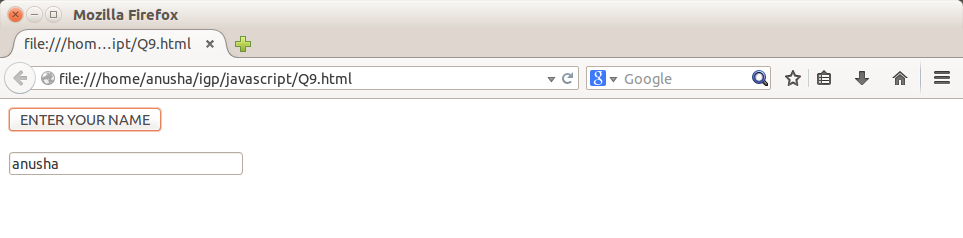 Mozilla Firefox
file:///hom…ipt/Q9.html
file:///home/anusha/igp/javascript/Q9.html
8 Google
ENTER YOUR NAME
anusha